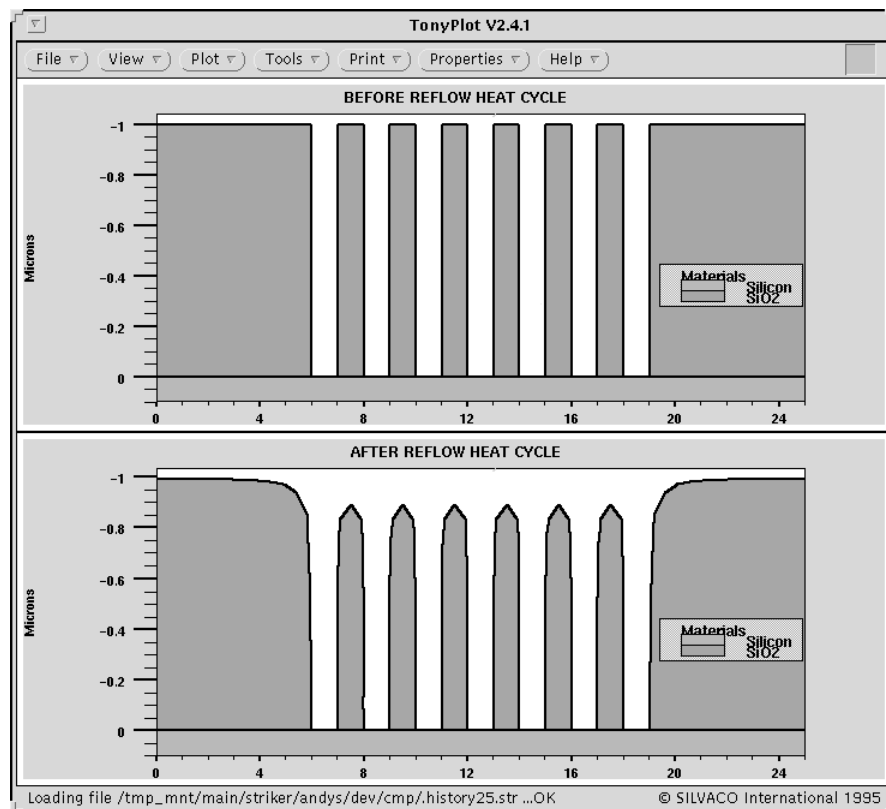 TonyPlot V2.4.1
File View Plot Tools Print Properties Help
BEFORE REFLOW HEAT CYCLE
Microns
-1
-0.8
-0.6
-0.4
-0.2
0
Materials
Silicon
SiO2
0 4 8 12 16 20 24
AFTER REFLOW HEAT CYCLE
Microns
-1
-0.8
-0.6
-0.4
-0.2
0
Materials
Silicon
SiO2
0 4 8 12 16 20 24
Loading file /tmp_mnt/main/striker/andys/dev/cmp/.history25.str ...OK © SILVACO International 1995